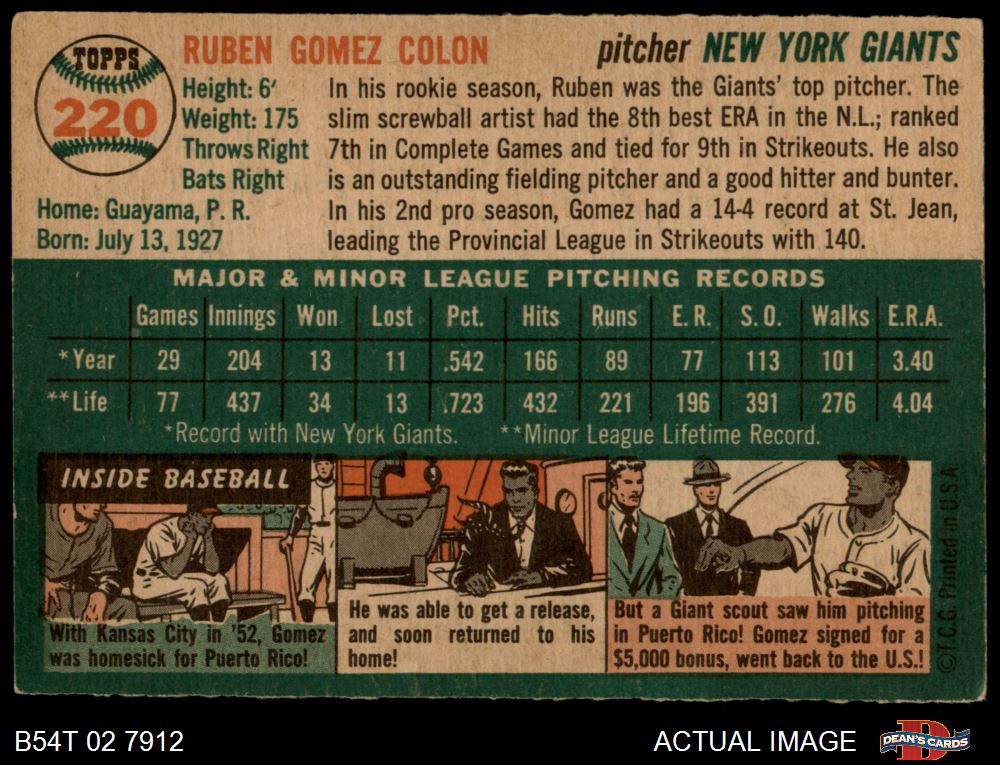 TOPPS
220
RUBEN GOMEZ COLON
pitcher NEW YORK GIANTS
Height: 6'
Weight: 175
Throws Right
Bats Right
Home: Guayama, P. R.
Born: July 13, 1927
In his rookie season, Ruben was the Giants' top pitcher. The
slim screwball artist had the 8th best ERA in the N.L.; ranked
7th in Complete Games and tied for 9th in Strikeouts. He also
is an outstanding fielding pitcher and a good hitter and bunter.
In his 2nd pro season, Gomez had a 14-4 record at St. Jean,
leading the Provincial League in Strikeouts with 140.
MAJOR & MINOR LEAGUE PITCHING RECORDS
Games Innings Won Lost Pct. Hits Runs E. R. S. O. Walks E.R.A.
*Year 29 204 13 11 .542 166 89 77 113 101 3.40
**Life 77 437 34 13 .723 432 221 196 391 276 4.04
*Record with New York Giants. **Minor League Lifetime Record.
INSIDE BASEBALL
With Kansas City in '52, Gomez
was homesick for Puerto Rico!
He was able to get a release,
and soon returned to his
home!
But a Giant scout saw him pitching
in Puerto Rico! Gomez signed for a
$5,000 bonus, went back to the U.S.!
©T.C.G. Printed in U.S.A
B54T 02 7912
ACTUAL IMAGE
D
DEAN'S CARDS